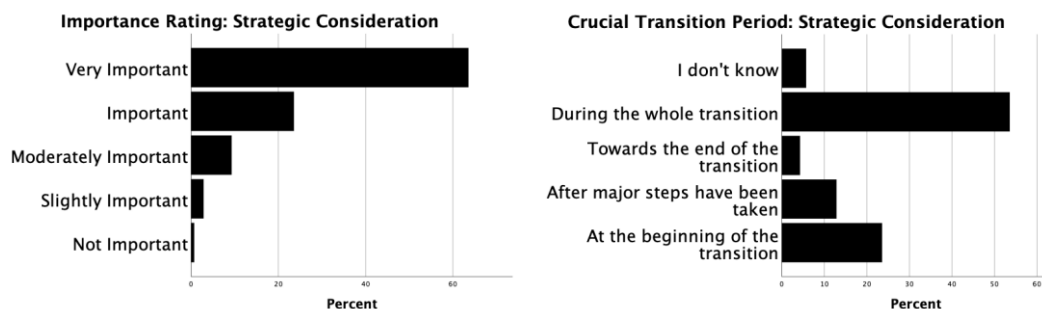 Importance Rating: Strategic Consideration
Very Important
Important
Moderately Important
Slightly Important
Not Important
0 20 40 60
Percent
Crucial Transition Period: Strategic Consideration
I don't know
During the whole transition
Towards the end of the
transition
After major steps have been
taken
At the beginning of the
transition
0 10 20 30 40 50 60
Percent